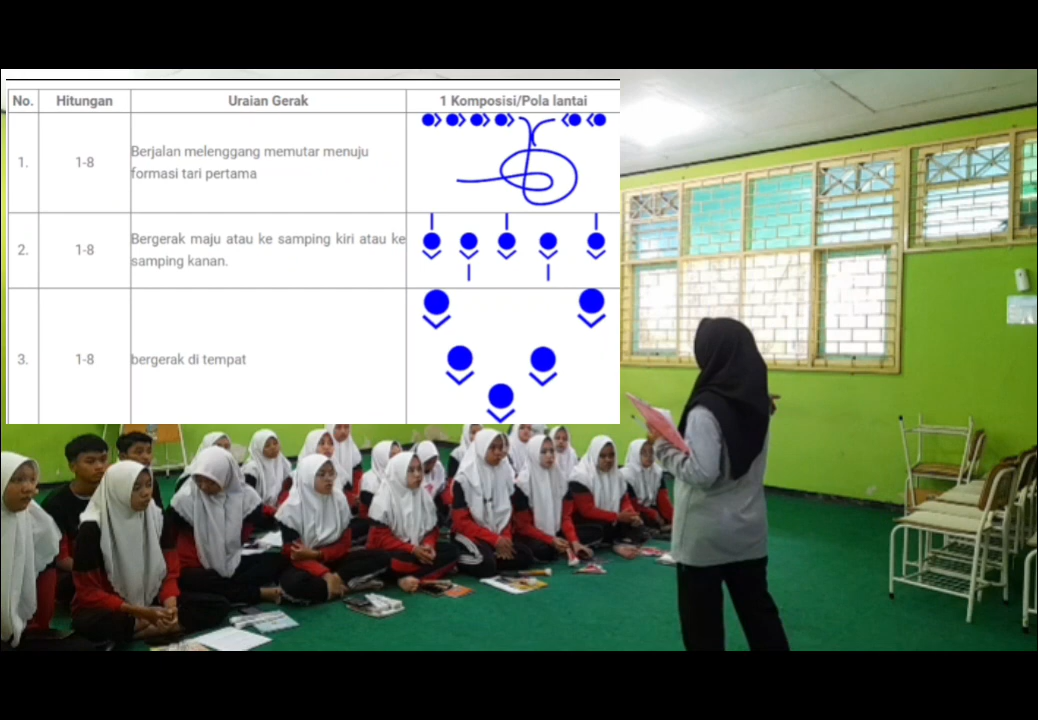 No. Hitungan Uraian Gerak 1 Komposisi/Pola lantai
1. 1-8 Berjalan melenggang memutar menuju
formasi tari pertama
2. 1-8 Bergerak maju atau ke samping kiri atau ke
samping kanan.
3. 1-8 bergerak di tempat